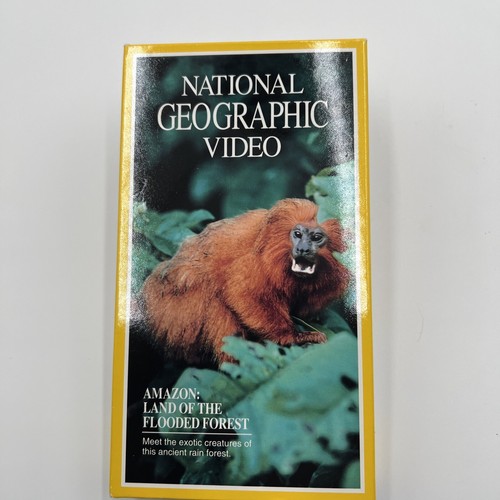 NATIONAL
GEOGRAPHIC
VIDEO
AMAZON:
LAND OF THE
FLOODED FOREST
Meet the exotic creatures of
this ancient rain forest.